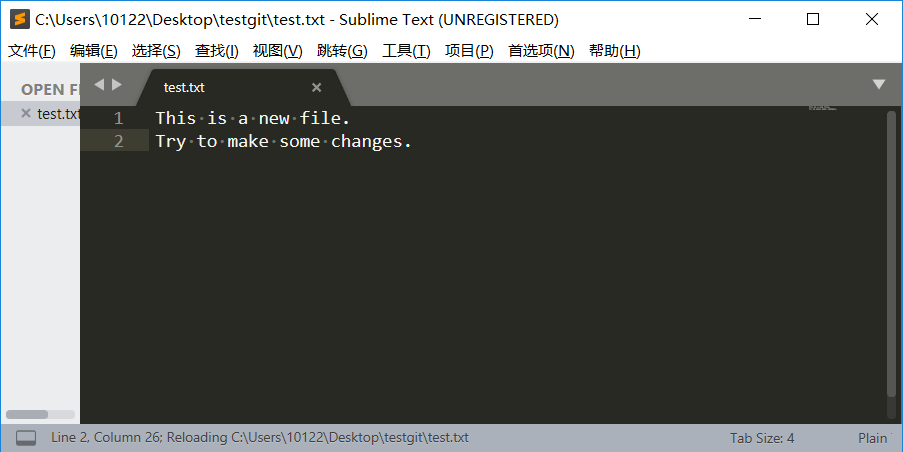 C:\Users\10122\Desktop\testgit\test.txt - Sublime Text (UNREGISTERED)
文件(F) 编辑(E) 选择(S) 查找(I) 视图(V) 跳转(G) 工具(T) 项目(P) 首选项(N) 帮助(H)
OPEN FI
test.txt
test.txt
1 This is a new file.
2 Try to make some changes.
Line 2, Column 26; Reloading C:\Users\10122\Desktop\testgit\test.txt
Tab Size: 4
Plain